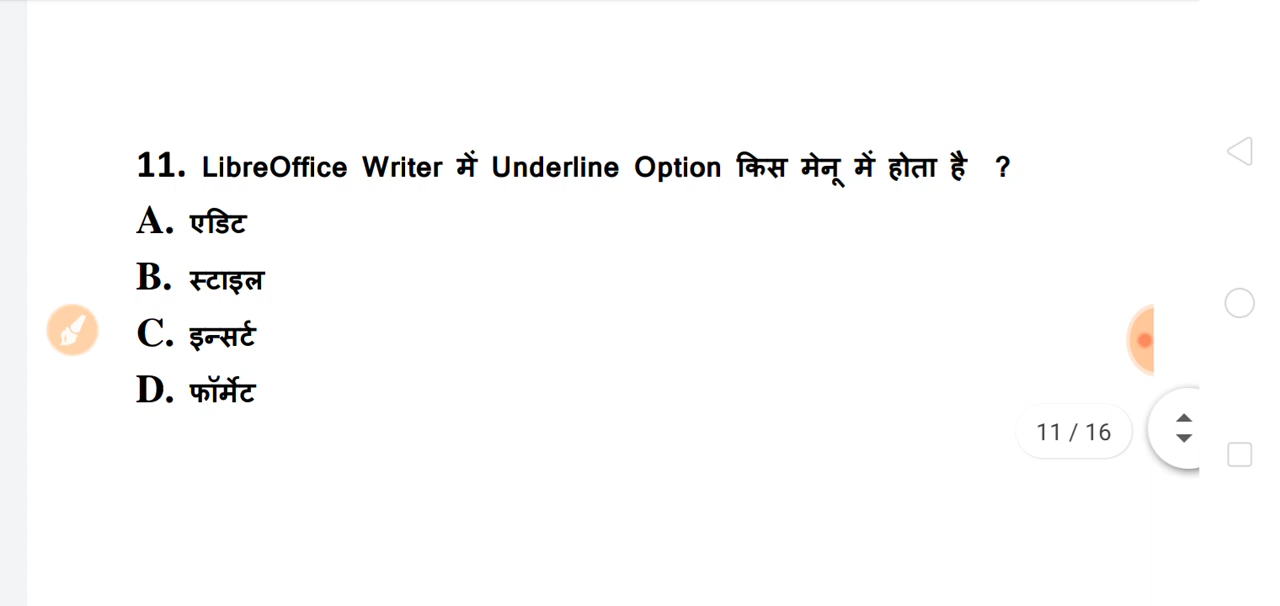 11. LibreOffice Writer में Underline Option किस मेनू में होता है ?
A. एडिट
B. स्टाइल
C. इन्सर्ट
D. फॉर्मेट
11 / 16